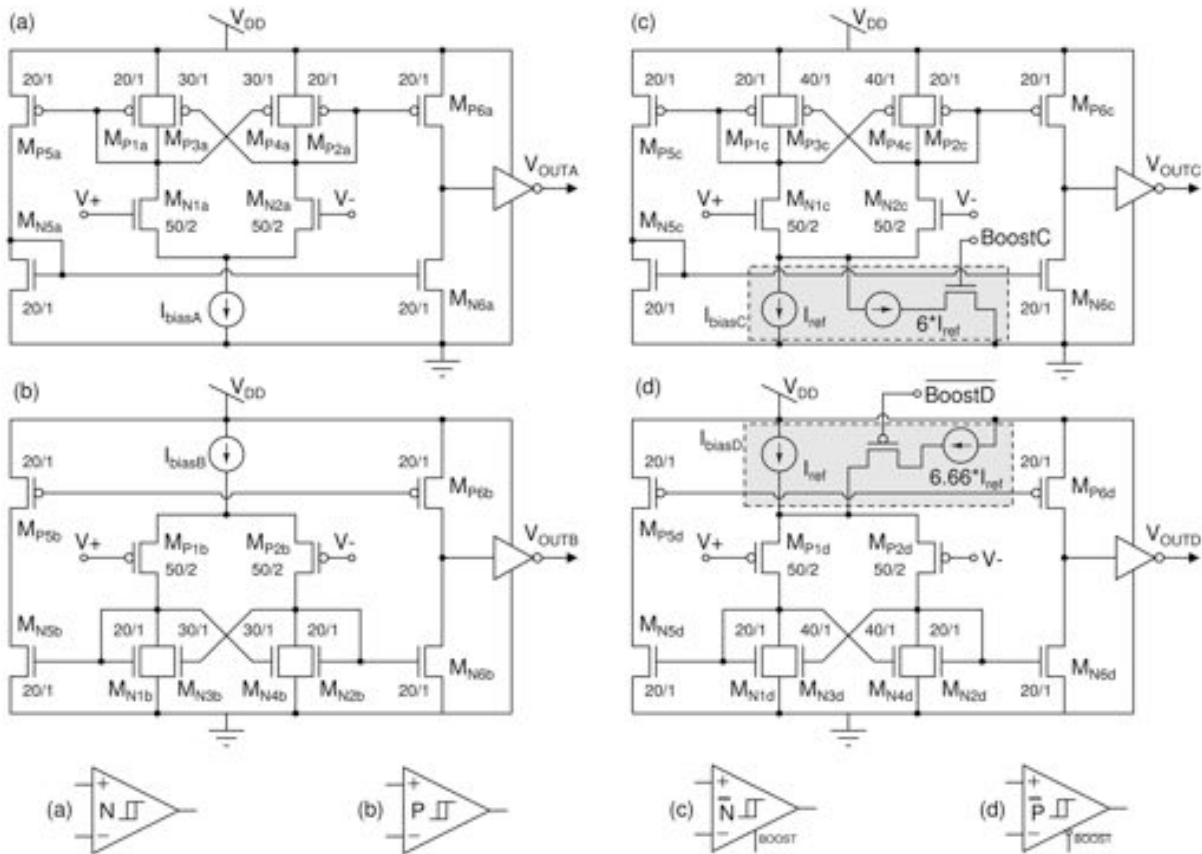 (a)
V_DD
20/1 20/1 30/1 30/1 20/1 20/1
M_P5a M_P1a M_P3a M_P4a M_P2a M_P6a
V_OUTA
V+ M_N1a M_N2a V-
50/2 50/2
M_N5a
20/1 20/1
I_biasA
M_N6a
(b)
V_DD
I_biasB
20/1 20/1
M_P5b M_P6b
V_OUTB
V+ M_P1b M_P2b V-
50/2 50/2
M_N5b
20/1 30/1 30/1 20/1
M_N6b
20/1 M_N1b M_N3b M_N4b M_N2b 20/1
(c)
V_DD
20/1 20/1 40/1 40/1 20/1 20/1
M_P5c M_P1c M_P3c M_P4c M_P2c M_P6c
V_OUTC
V+ M_N1c M_N2c V-
50/2 50/2
M_N5c
BoostC
20/1 20/1
I_biasC I_ref 6*I_ref
M_N6c
(d)
V_DD
BoostD
I_biasD I_ref 6.66*I_ref
20/1 20/1
M_P5d M_P6d
V_OUTD
V+ M_P1d M_P2d V-
50/2 50/2
M_N5d
20/1 40/1 40/1 20/1
M_N6d
20/1 M_N1d M_N3d M_N4d M_N2d 20/1
(a) + N −
(b) + P −
(c) + N̅ − BOOST
(d) + P̅ − BOOST